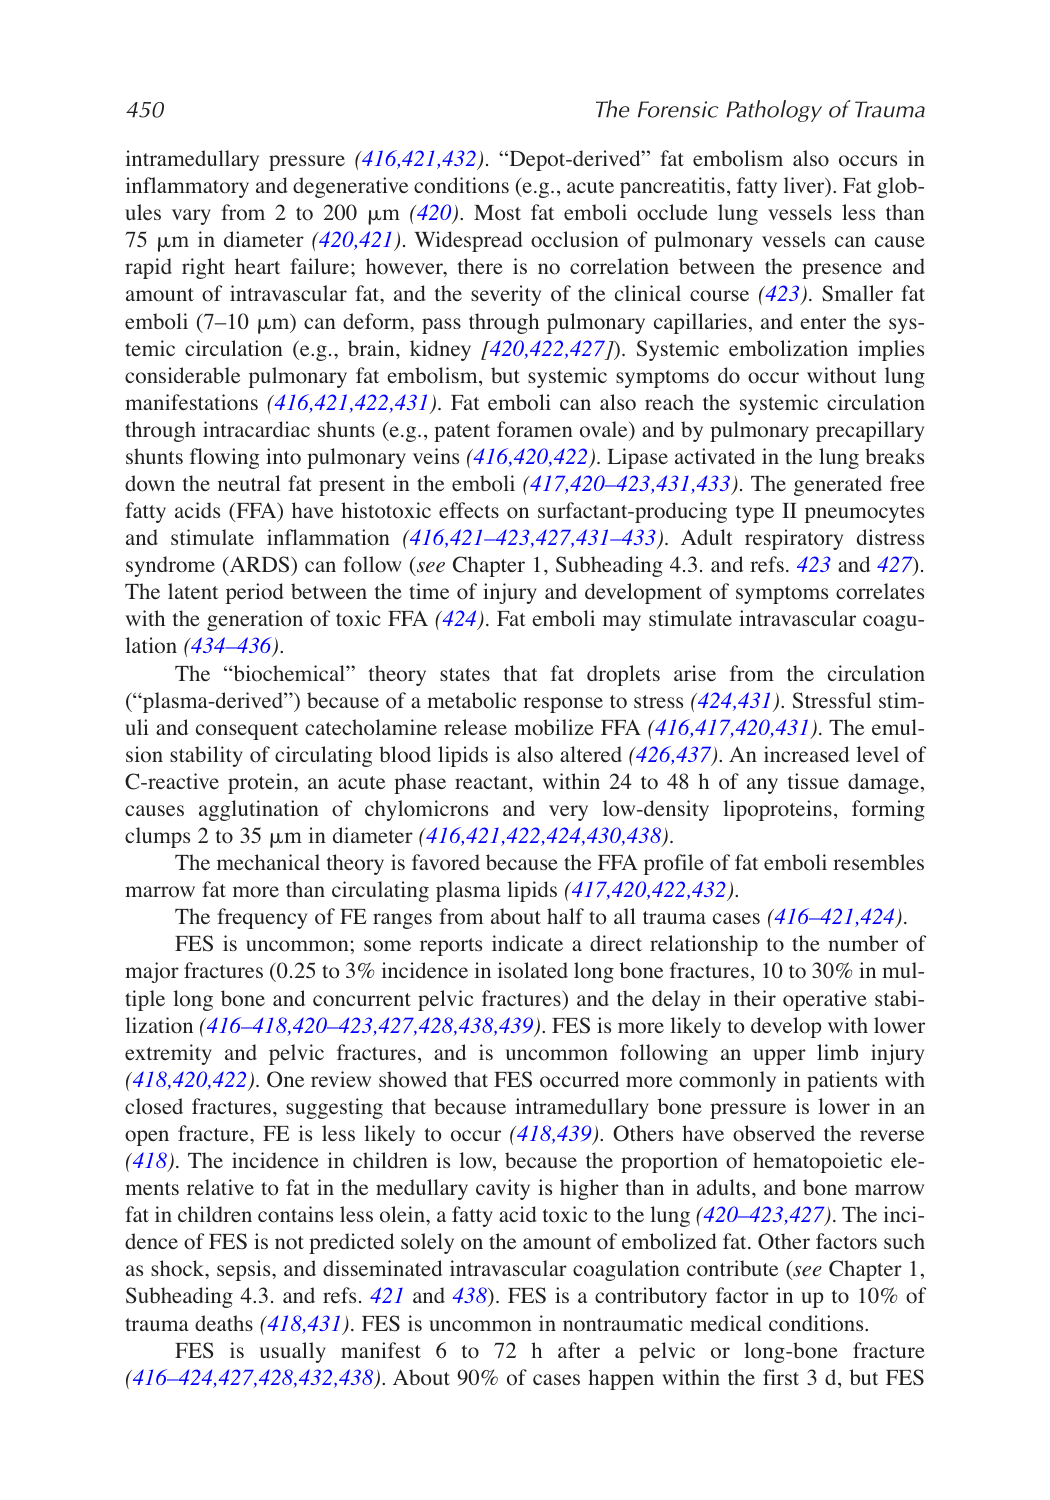 450 The Forensic Pathology of Trauma
intramedullary pressure (416,421,432). “Depot-derived” fat embolism also occurs in
inflammatory and degenerative conditions (e.g., acute pancreatitis, fatty liver). Fat glob-
ules vary from 2 to 200 μm (420). Most fat emboli occlude lung vessels less than
75 μm in diameter (420,421). Widespread occlusion of pulmonary vessels can cause
rapid right heart failure; however, there is no correlation between the presence and
amount of intravascular fat, and the severity of the clinical course (423). Smaller fat
emboli (7–10 μm) can deform, pass through pulmonary capillaries, and enter the sys-
temic circulation (e.g., brain, kidney [420,422,427]). Systemic embolization implies
considerable pulmonary fat embolism, but systemic symptoms do occur without lung
manifestations (416,421,422,431). Fat emboli can also reach the systemic circulation
through intracardiac shunts (e.g., patent foramen ovale) and by pulmonary precapillary
shunts flowing into pulmonary veins (416,420,422). Lipase activated in the lung breaks
down the neutral fat present in the emboli (417,420–423,431,433). The generated free
fatty acids (FFA) have histotoxic effects on surfactant-producing type II pneumocytes
and stimulate inflammation (416,421–423,427,431–433). Adult respiratory distress
syndrome (ARDS) can follow (see Chapter 1, Subheading 4.3. and refs. 423 and 427).
The latent period between the time of injury and development of symptoms correlates
with the generation of toxic FFA (424). Fat emboli may stimulate intravascular coagu-
lation (434–436).
The “biochemical” theory states that fat droplets arise from the circulation
(“plasma-derived”) because of a metabolic response to stress (424,431). Stressful stim-
uli and consequent catecholamine release mobilize FFA (416,417,420,431). The emul-
sion stability of circulating blood lipids is also altered (426,437). An increased level of
C-reactive protein, an acute phase reactant, within 24 to 48 h of any tissue damage,
causes agglutination of chylomicrons and very low-density lipoproteins, forming
clumps 2 to 35 μm in diameter (416,421,422,424,430,438).
The mechanical theory is favored because the FFA profile of fat emboli resembles
marrow fat more than circulating plasma lipids (417,420,422,432).
The frequency of FE ranges from about half to all trauma cases (416–421,424).
FES is uncommon; some reports indicate a direct relationship to the number of
major fractures (0.25 to 3% incidence in isolated long bone fractures, 10 to 30% in mul-
tiple long bone and concurrent pelvic fractures) and the delay in their operative stabi-
lization (416–418,420–423,427,428,438,439). FES is more likely to develop with lower
extremity and pelvic fractures, and is uncommon following an upper limb injury
(418,420,422). One review showed that FES occurred more commonly in patients with
closed fractures, suggesting that because intramedullary bone pressure is lower in an
open fracture, FE is less likely to occur (418,439). Others have observed the reverse
(418). The incidence in children is low, because the proportion of hematopoietic ele-
ments relative to fat in the medullary cavity is higher than in adults, and bone marrow
fat in children contains less olein, a fatty acid toxic to the lung (420–423,427). The inci-
dence of FES is not predicted solely on the amount of embolized fat. Other factors such
as shock, sepsis, and disseminated intravascular coagulation contribute (see Chapter 1,
Subheading 4.3. and refs. 421 and 438). FES is a contributory factor in up to 10% of
trauma deaths (418,431). FES is uncommon in nontraumatic medical conditions.
FES is usually manifest 6 to 72 h after a pelvic or long-bone fracture
(416–424,427,428,432,438). About 90% of cases happen within the first 3 d, but FES